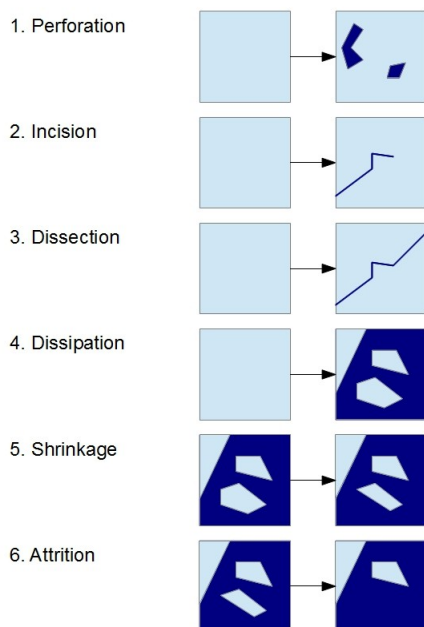 1. Perforation
2. Incision
3. Dissection
4. Dissipation
5. Shrinkage
6. Attrition